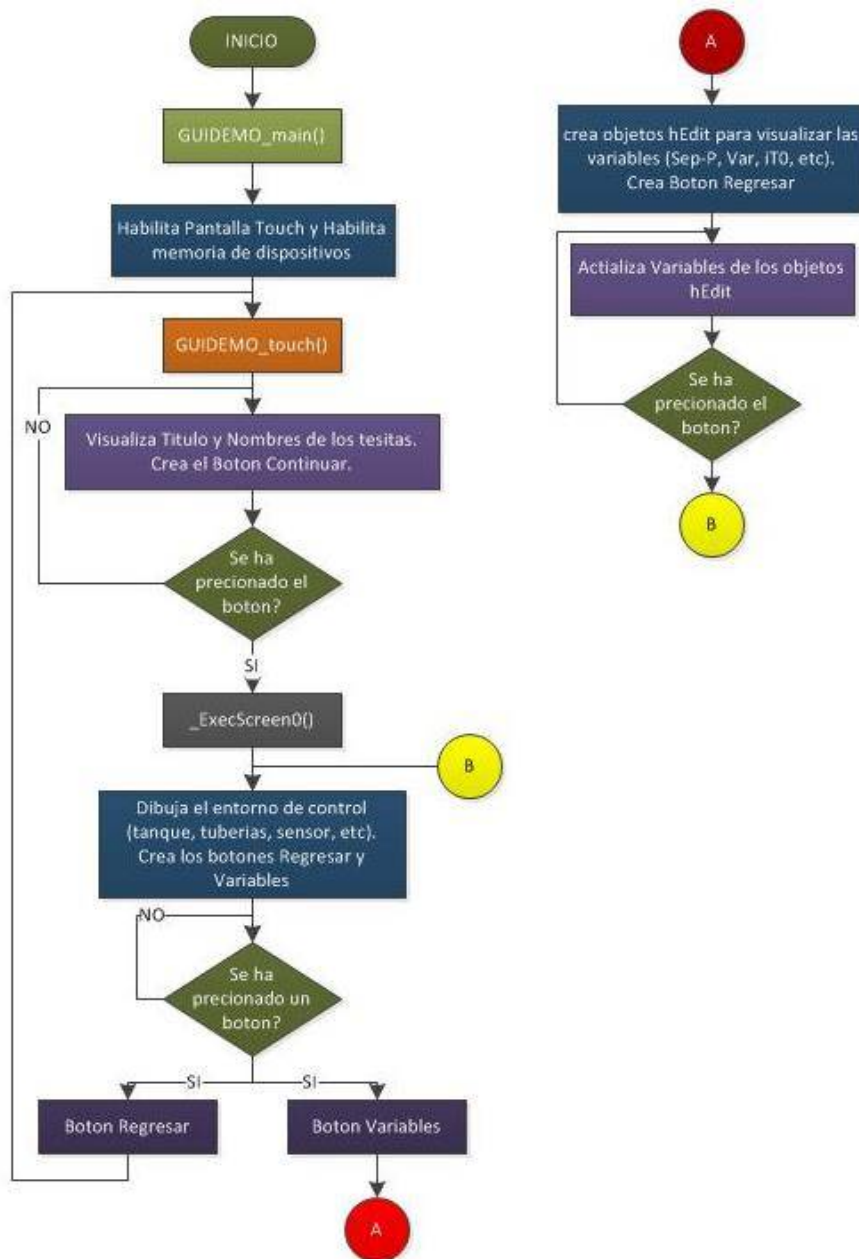 INICIO
GUIDEMO_main()
Habilita Pantalla Touch y Habilita
memoria de dispositivos
GUIDEMO_touch()
NO
Visualiza Titulo y Nombres de los tesitas.
Crea el Boton Continuar.
Se ha
precionado el
boton?
SI
_ExecScreen0()
B
Dibuja el entorno de control
(tanque, tuberias, sensor, etc).
Crea los botones Regresar y
Variables
NO
Se ha
precionado un
boton?
SI
SI
Boton Regresar
Boton Variables
A
A
crea objetos hEdit para visualizar las
variables (Sep-P, Var, iT0, etc).
Crea Boton Regresar
Actializa Variables de los objetos
hEdit
Se ha
precionado el
boton?
B